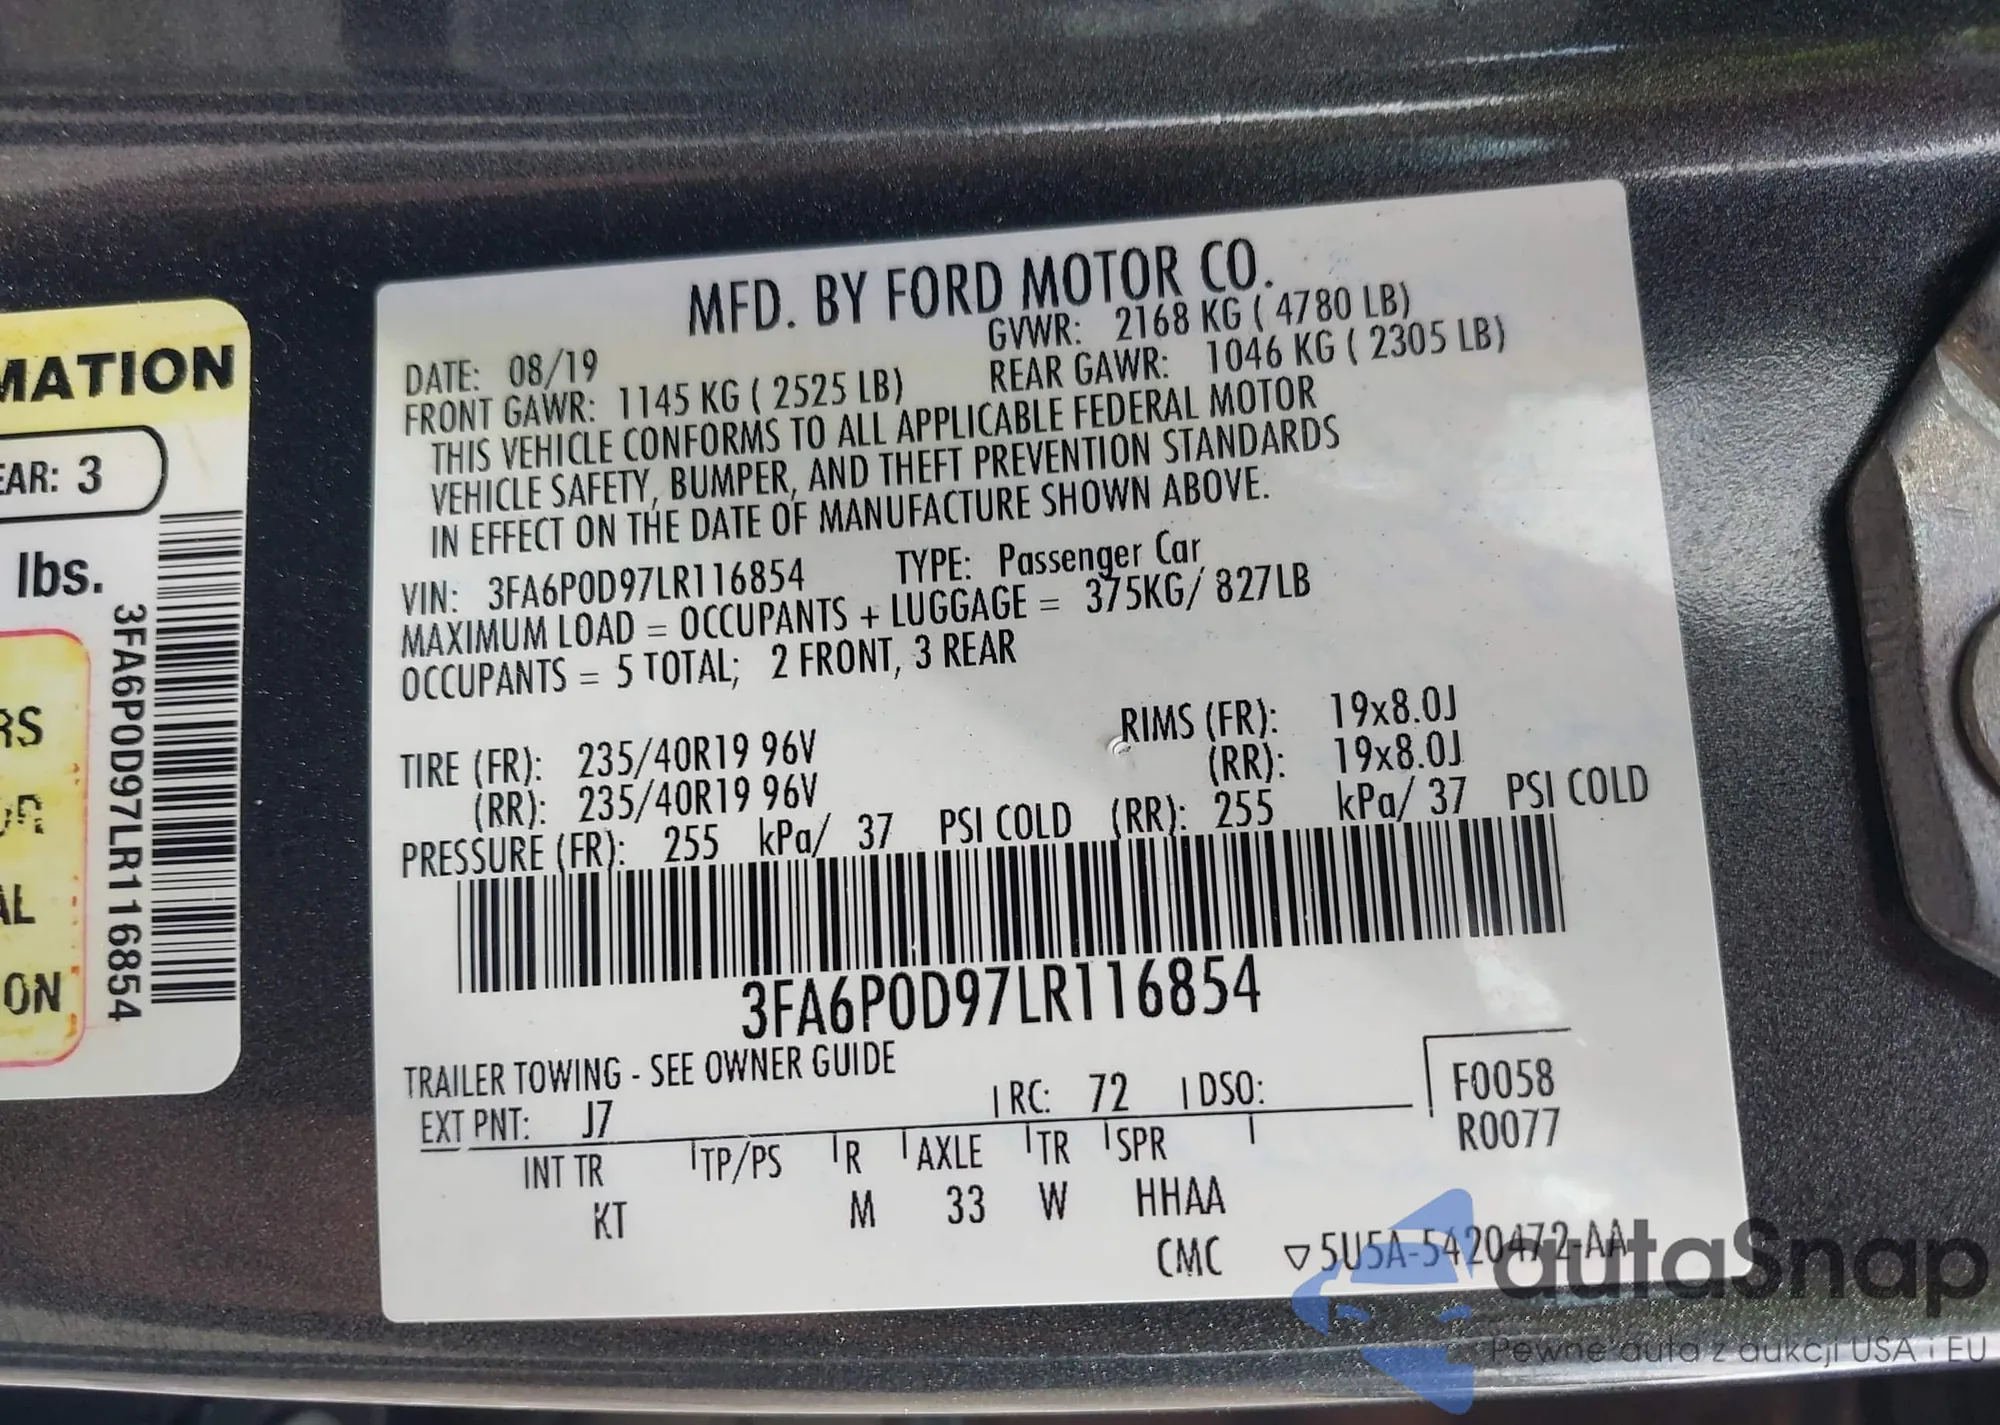 MATION
EAR: 3
lbs.
RS
AL
ON
3FA6P0D97LR116854
MFD. BY FORD MOTOR CO.
DATE: 08/19 GVWR: 2168 KG ( 4780 LB)
FRONT GAWR: 1145 KG ( 2525 LB) REAR GAWR: 1046 KG ( 2305 LB)
THIS VEHICLE CONFORMS TO ALL APPLICABLE FEDERAL MOTOR
VEHICLE SAFETY, BUMPER, AND THEFT PREVENTION STANDARDS
IN EFFECT ON THE DATE OF MANUFACTURE SHOWN ABOVE.
VIN: 3FA6P0D97LR116854 TYPE: Passenger Car
MAXIMUM LOAD = OCCUPANTS + LUGGAGE = 375KG/ 827LB
OCCUPANTS = 5 TOTAL; 2 FRONT, 3 REAR
TIRE (FR): 235/40R19 96V RIMS (FR): 19x8.0J
(RR): 235/40R19 96V (RR): 19x8.0J
PRESSURE (FR): 255 kPa/ 37 PSI COLD (RR): 255 kPa/ 37 PSI COLD
3FA6P0D97LR116854
TRAILER TOWING - SEE OWNER GUIDE
EXT PNT: J7 RC: 72 DSO: F0058
R0077
INT TR TP/PS R AXLE TR SPR
KT M 33 W HHAA
CMC ▽5U5A-5420472-AA
autaSnap
Pewne auta z aukcji USA i EU